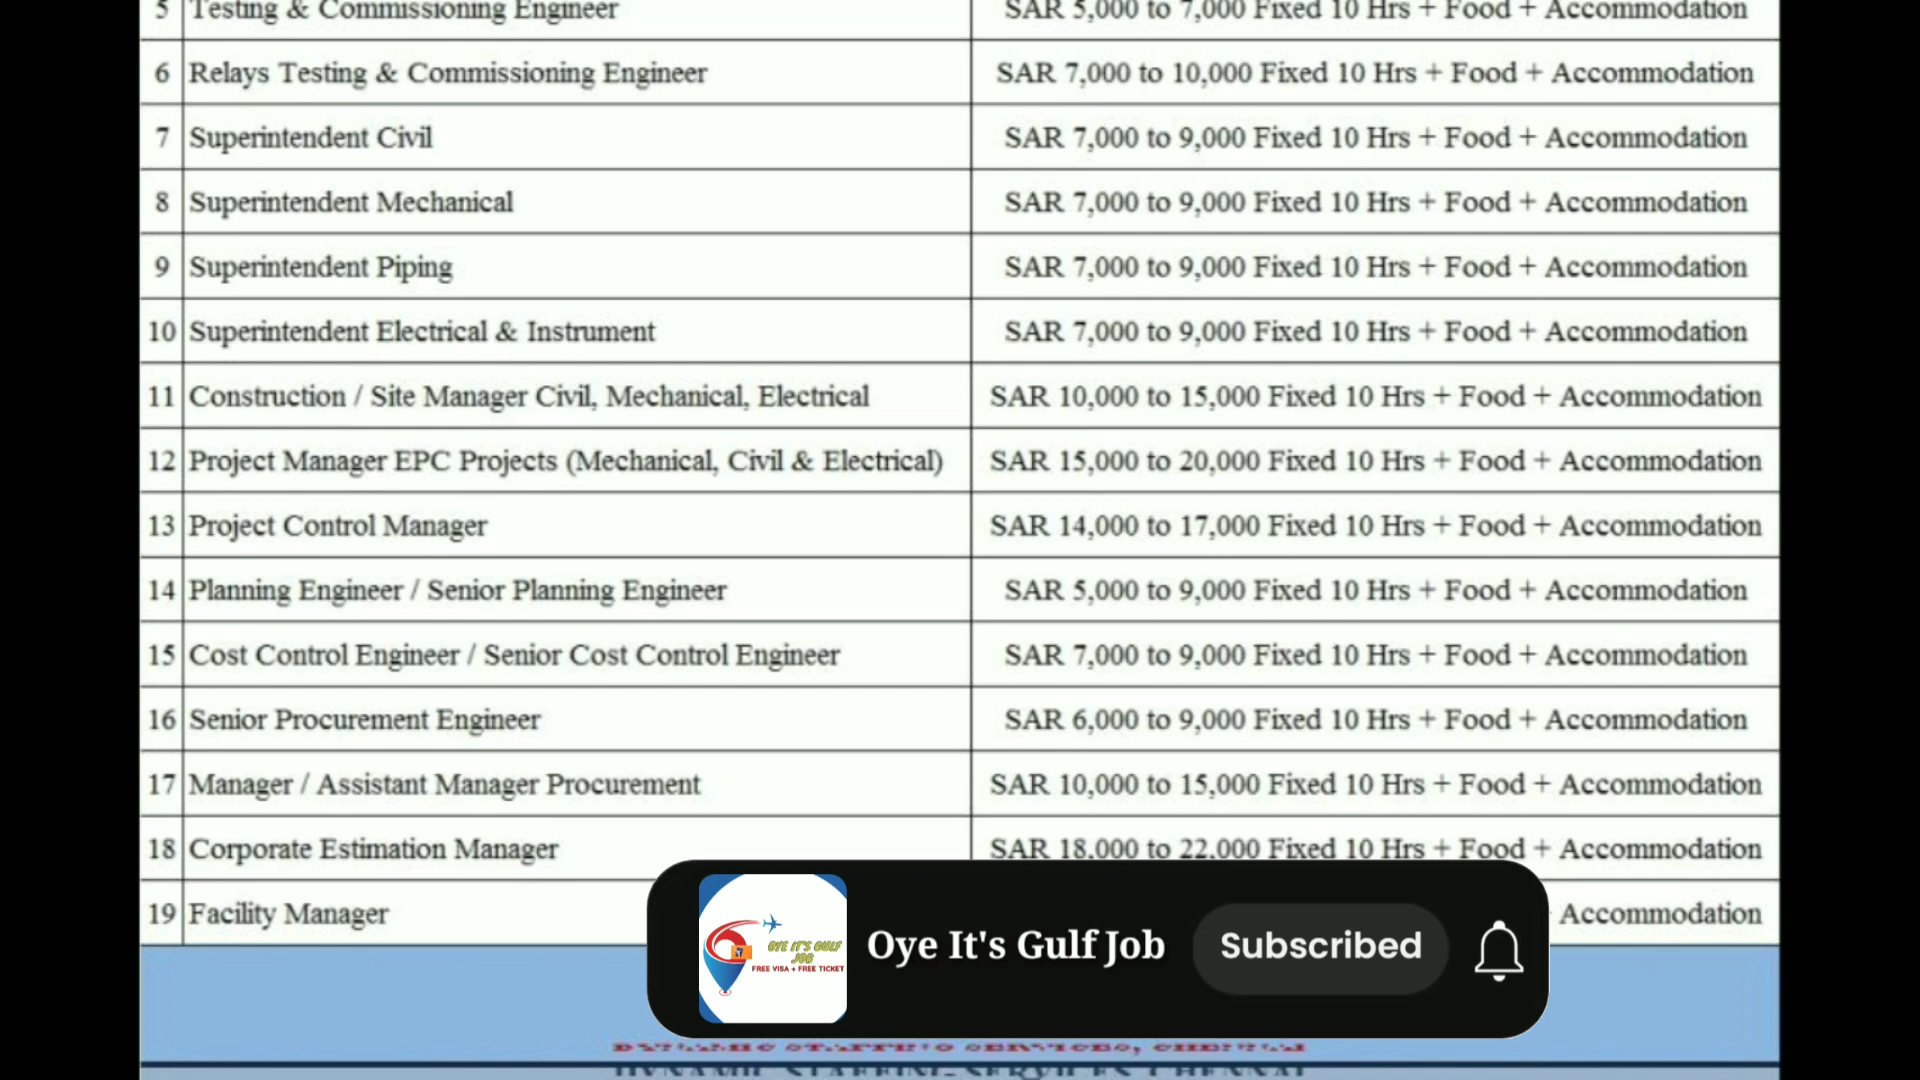 5 Testing & Commissioning Engineer SAR 5,000 to 7,000 Fixed 10 Hrs + Food + Accommodation
6 Relays Testing & Commissioning Engineer SAR 7,000 to 10,000 Fixed 10 Hrs + Food + Accommodation
7 Superintendent Civil SAR 7,000 to 9,000 Fixed 10 Hrs + Food + Accommodation
8 Superintendent Mechanical SAR 7,000 to 9,000 Fixed 10 Hrs + Food + Accommodation
9 Superintendent Piping SAR 7,000 to 9,000 Fixed 10 Hrs + Food + Accommodation
10 Superintendent Electrical & Instrument SAR 7,000 to 9,000 Fixed 10 Hrs + Food + Accommodation
11 Construction / Site Manager Civil, Mechanical, Electrical SAR 10,000 to 15,000 Fixed 10 Hrs + Food + Accommodation
12 Project Manager EPC Projects (Mechanical, Civil & Electrical) SAR 15,000 to 20,000 Fixed 10 Hrs + Food + Accommodation
13 Project Control Manager SAR 14,000 to 17,000 Fixed 10 Hrs + Food + Accommodation
14 Planning Engineer / Senior Planning Engineer SAR 5,000 to 9,000 Fixed 10 Hrs + Food + Accommodation
15 Cost Control Engineer / Senior Cost Control Engineer SAR 7,000 to 9,000 Fixed 10 Hrs + Food + Accommodation
16 Senior Procurement Engineer SAR 6,000 to 9,000 Fixed 10 Hrs + Food + Accommodation
17 Manager / Assistant Manager Procurement SAR 10,000 to 15,000 Fixed 10 Hrs + Food + Accommodation
18 Corporate Estimation Manager SAR 18,000 to 22,000 Fixed 10 Hrs + Food + Accommodation
19 Facility Manager Accommodation
OYE IT'S GULF
JOB
FREE VISA + FREE TICKET
Oye It's Gulf Job
Subscribed
DYNAMIC STAFFING SERVICES, CHENNAI